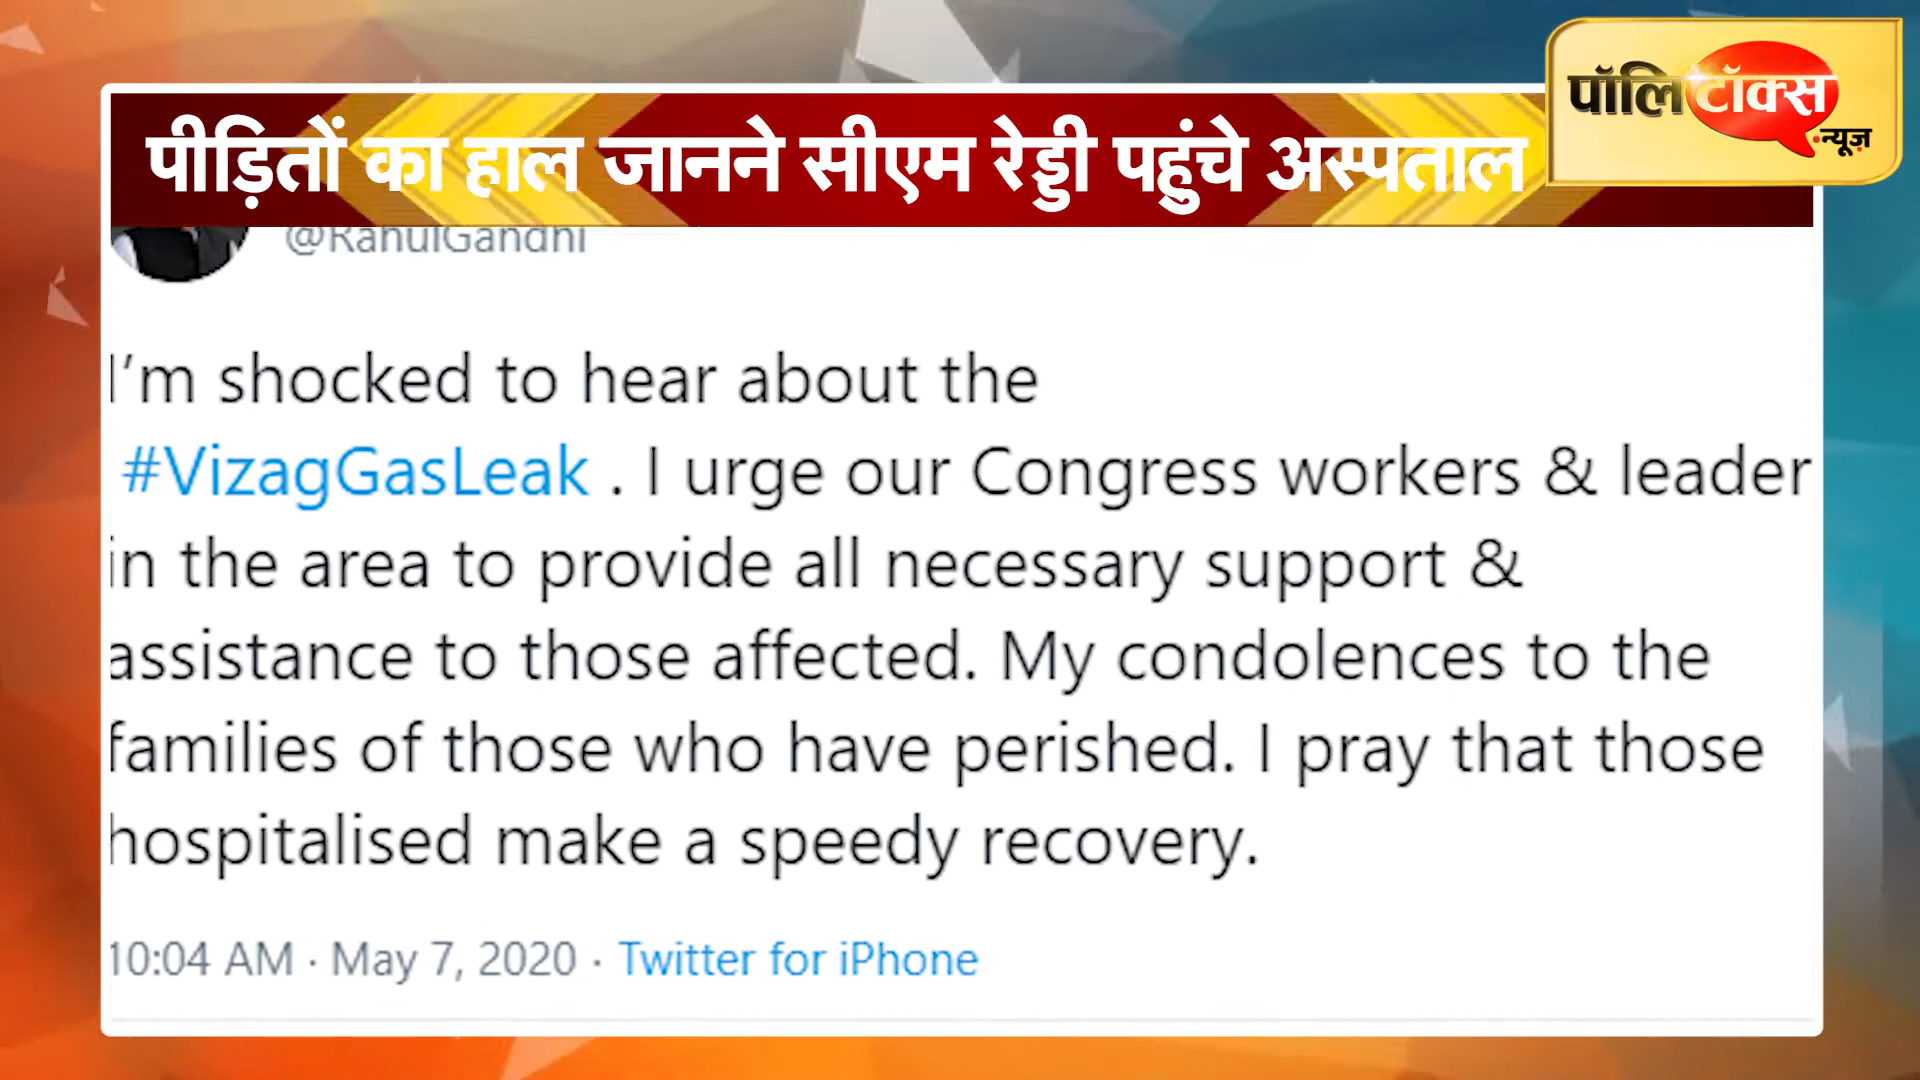 पीड़ितों का हाल जानने सीएम रेड्डी पहुंचे अस्पताल
पॉलिटॉक्स
न्यूज़
@RahulGandhi
I'm shocked to hear about the
#VizagGasLeak . I urge our Congress workers & leader
in the area to provide all necessary support &
assistance to those affected. My condolences to the
families of those who have perished. I pray that those
hospitalised make a speedy recovery.
10:04 AM · May 7, 2020 · Twitter for iPhone